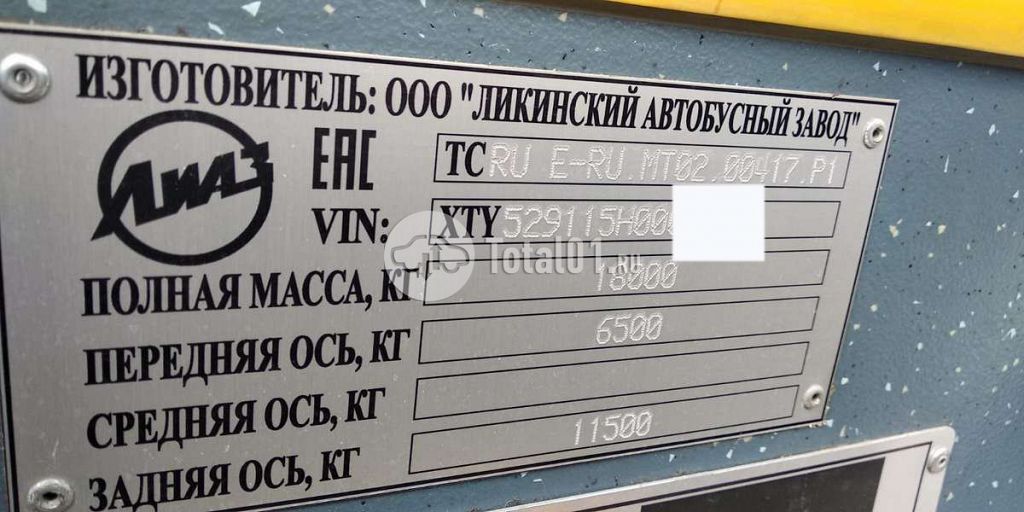 ИЗГОТОВИТЕЛЬ: ООО "ЛИКИНСКИЙ АВТОБУСНЫЙ ЗАВОД"
ЛиАЗ
EAC
ТС RU E-RU.MT02.00417.P1
VIN: XTY529115H00
Total01.ru
ПОЛНАЯ МАССА, КГ 18000
ПЕРЕДНЯЯ ОСЬ, КГ 6500
СРЕДНЯЯ ОСЬ, КГ
ЗАДНЯЯ ОСЬ, КГ 11500